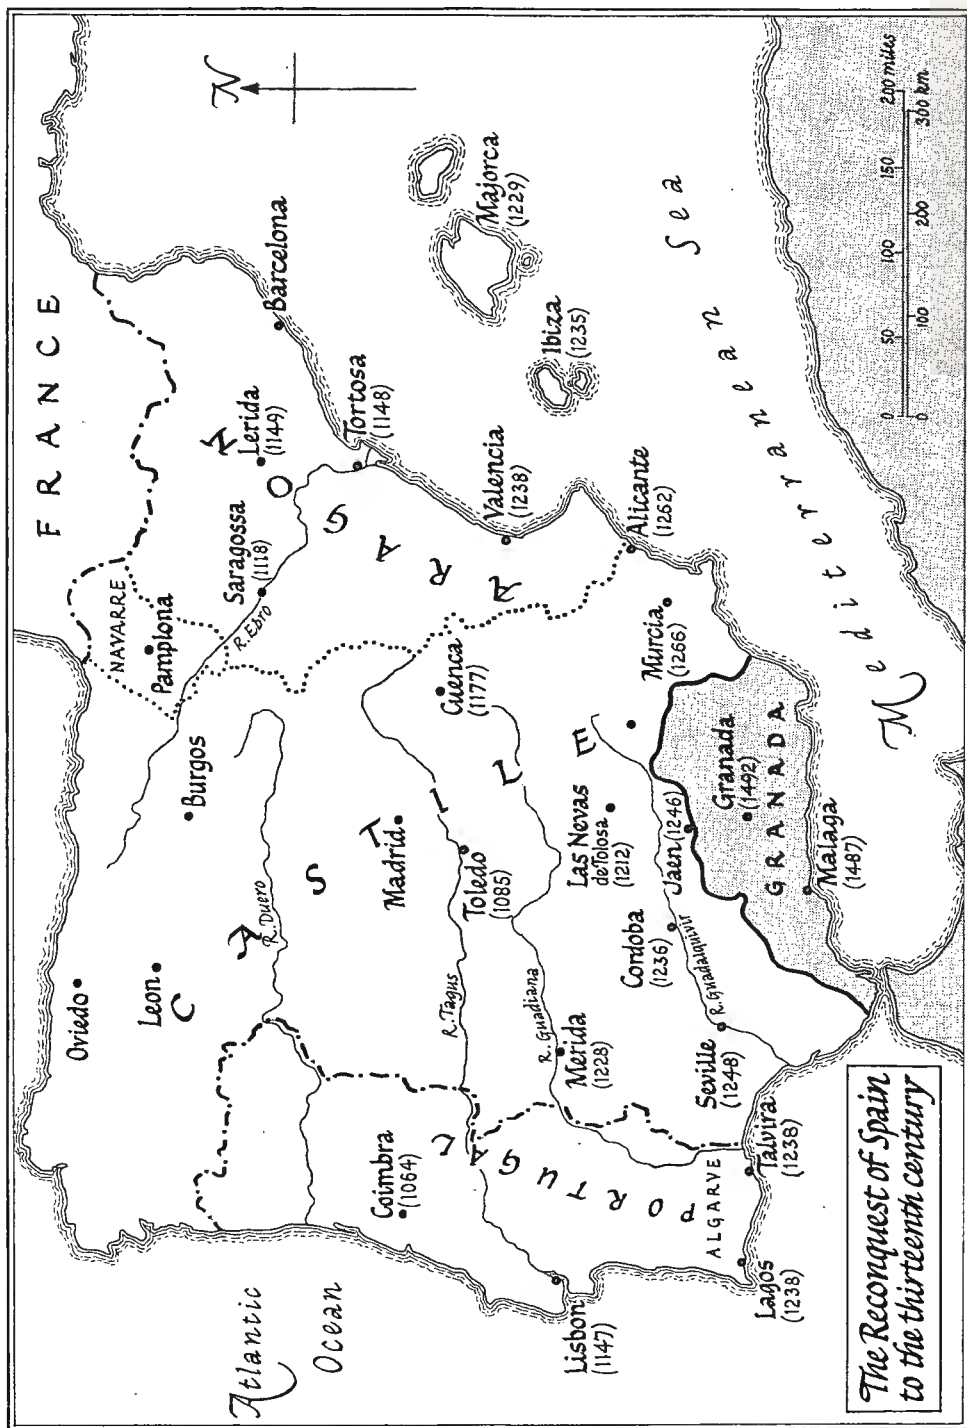 FRANCE
N
NAVARRE
Pamplona
Oviedo
Leon
Burgos
Saragossa
(1118)
R. Ebro
Lerida
(1149)
Barcelona
Tortosa
(1148)
ARAGO
A
CASTILE
R. Duero
Madrid
Atlantic
Ocean
Coimbra
(1064)
R. Tagus
Toledo
(1085)
Cuenca
(1177)
Valencia
(1238)
Majorca
(1229)
Ibiza
(1235)
PORTUGAL
Lisbon
(1147)
R. Guadiana
Merida
(1228)
Las Nevas
de Tolosa
(1212)
Alicante
(1262)
Cordoba
(1236)
Jaen (1246)
Murcia
(1266)
Seville
(1248)
R. Guadalquivir
Granada
(1492)
GRANADA
ALGARVE
Lagos
(1238)
Talvira
(1238)
Malaga
(1487)
Mediterranean Sea
The Reconquest of Spain
to the thirteenth century
0 50 100 150 200 miles
0 100 200 300 km